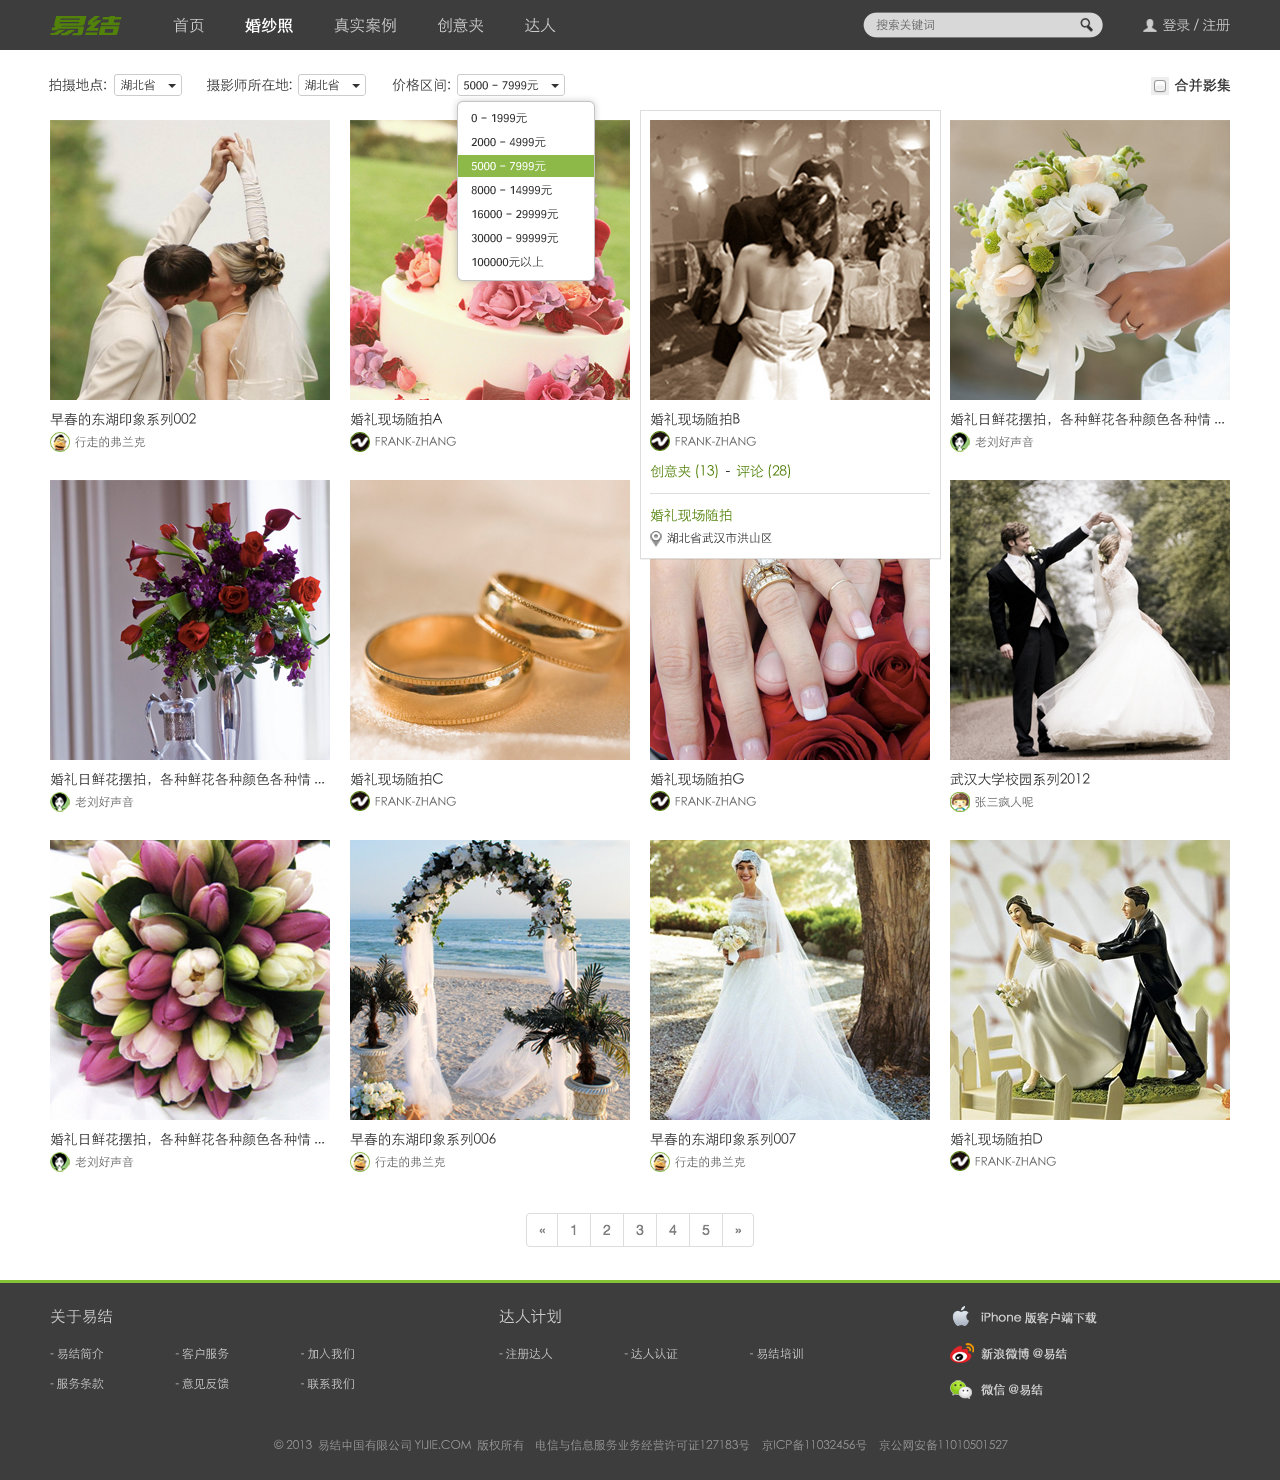 易结 首页 婚纱照 真实案例 创意夹 达人 搜索关键词 登录 / 注册
拍摄地点: 湖北省 摄影师所在地: 湖北省 价格区间: 5000 – 7999元 合并影集
0 – 1999元
2000 – 4999元
5000 – 7999元
8000 – 14999元
16000 – 29999元
30000 – 99999元
100000元以上
早春的东湖印象系列002
行走的弗兰克
婚礼现场随拍A
FRANK-ZHANG
婚礼现场随拍B
FRANK-ZHANG
创意夹 (13) - 评论 (28)
婚礼现场随拍
湖北省武汉市洪山区
婚礼日鲜花摆拍，各种鲜花各种颜色各种情 ...
老刘好声音
婚礼日鲜花摆拍，各种鲜花各种颜色各种情 ...
老刘好声音
婚礼现场随拍C
FRANK-ZHANG
婚礼现场随拍G
FRANK-ZHANG
武汉大学校园系列2012
张三疯人呢
婚礼日鲜花摆拍，各种鲜花各种颜色各种情 ...
老刘好声音
早春的东湖印象系列006
行走的弗兰克
早春的东湖印象系列007
行走的弗兰克
婚礼现场随拍D
FRANK-ZHANG
« 1 2 3 4 5 »
关于易结
- 易结简介 - 客户服务 - 加入我们
- 服务条款 - 意见反馈 - 联系我们
达人计划
- 注册达人 - 达人认证 - 易结培训
iPhone 版客户端下载
新浪微博 @易结
微信 @易结
© 2013 易结中国有限公司 YIJIE.COM 版权所有 电信与信息服务业务经营许可证127183号 京ICP备11032456号 京公网安备11010501527